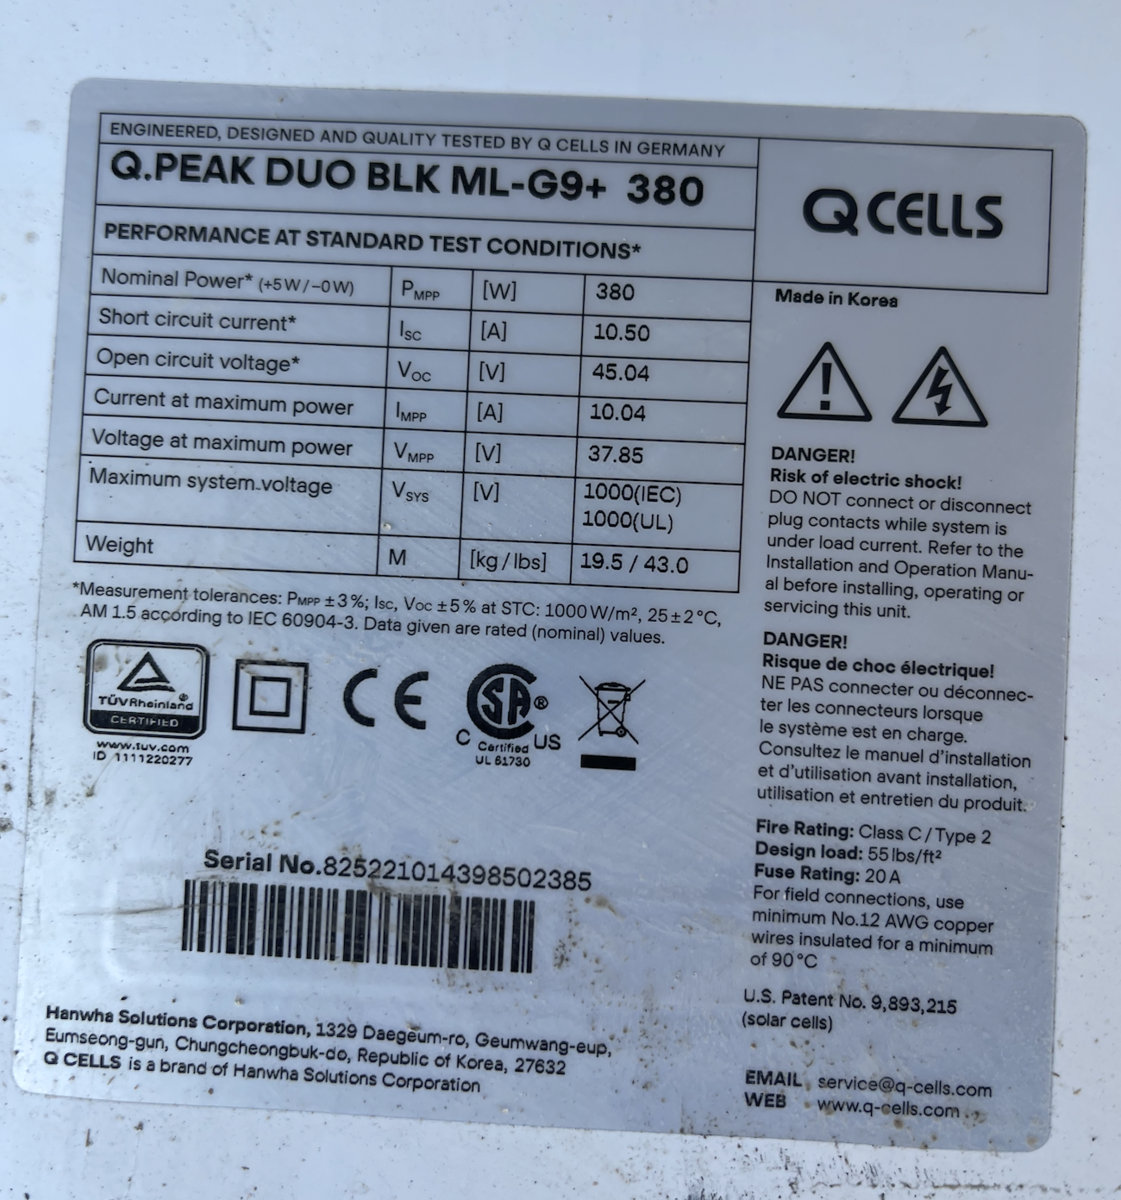 ENGINEERED, DESIGNED AND QUALITY TESTED BY Q CELLS IN GERMANY
Q.PEAK DUO BLK ML-G9+ 380
Q CELLS
PERFORMANCE AT STANDARD TEST CONDITIONS*
Nominal Power* (+5W/-0W) PMPP [W] 380
Short circuit current* ISC [A] 10.50
Open circuit voltage* VOC [V] 45.04
Current at maximum power IMPP [A] 10.04
Voltage at maximum power VMPP [V] 37.85
Maximum system voltage VSYS [V] 1000(IEC)
1000(UL)
Weight M [kg/lbs] 19.5 / 43.0
*Measurement tolerances: PMPP ±3%; ISC, VOC ±5% at STC: 1000W/m², 25±2°C,
AM 1.5 according to IEC 60904-3. Data given are rated (nominal) values.
TÜVRheinland®
CERTIFIED
www.tuv.com
ID 1111220277
CE
SA®
C Certified US
UL 61730
Serial No.825221014398502385
Hanwha Solutions Corporation, 1329 Daegeum-ro, Geumwang-eup,
Eumseong-gun, Chungcheongbuk-do, Republic of Korea, 27632
Q CELLS is a brand of Hanwha Solutions Corporation
Made in Korea
DANGER!
Risk of electric shock!
DO NOT connect or disconnect
plug contacts while system is
under load current. Refer to the
Installation and Operation Manu-
al before installing, operating or
servicing this unit.
DANGER!
Risque de choc électrique!
NE PAS connecter ou déconnec-
ter les connecteurs lorsque
le système est en charge.
Consultez le manuel d'installation
et d'utilisation avant installation,
utilisation et entretien du produit.
Fire Rating: Class C / Type 2
Design load: 55 lbs/ft²
Fuse Rating: 20 A
For field connections, use
minimum No.12 AWG copper
wires insulated for a minimum
of 90°C
U.S. Patent No. 9,893,215
(solar cells)
EMAIL service@q-cells.com
WEB www.q-cells.com